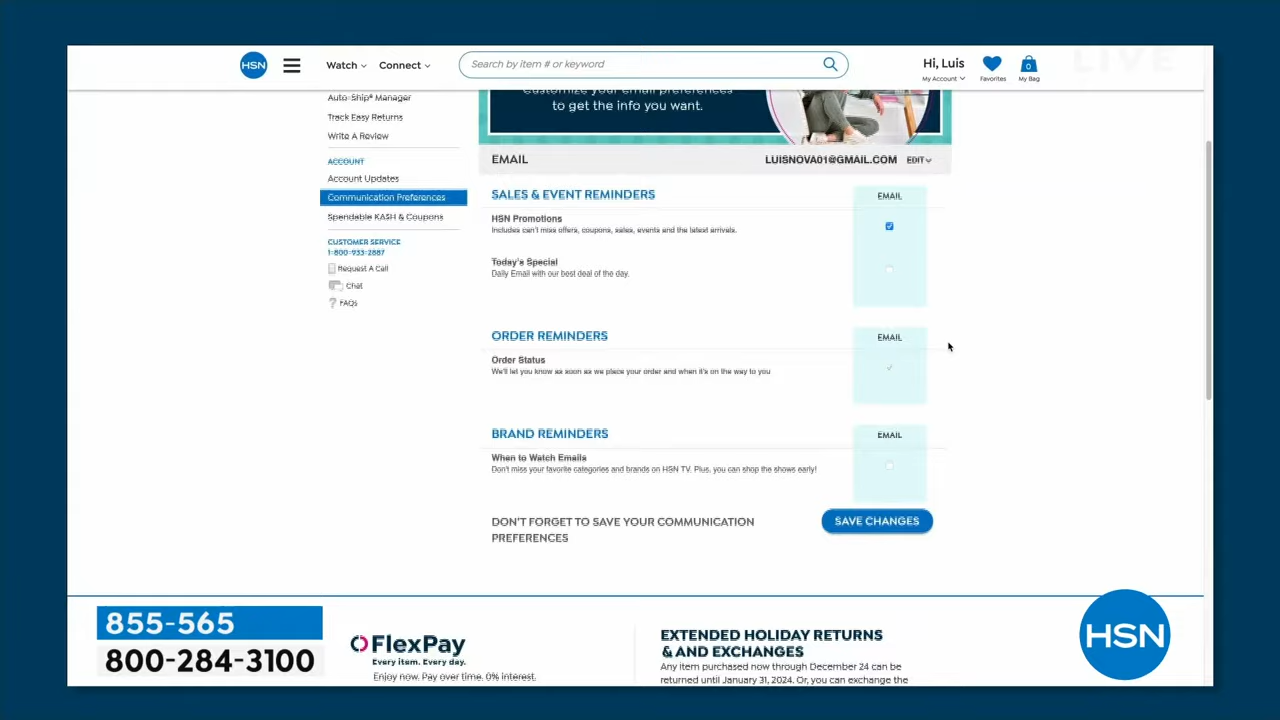 LIVE
HSN
Watch
Connect
Search by item # or keyword
Hi, Luis
My Account
Favorites
0
My Bag
Auto-Ship® Manager
Track Easy Returns
Write A Review
ACCOUNT
Account Updates
Communication Preferences
Spendable KASH & Coupons
CUSTOMER SERVICE
1-800-933-2887
Request A Call
Chat
? FAQs
Customize your email preferences
to get the info you want.
EMAIL
LUISNOVA01@GMAIL.COM
EDIT
SALES & EVENT REMINDERS
EMAIL
HSN Promotions
Includes can't miss offers, coupons, sales, events and the latest arrivals.
Today's Special
Daily Email with our best deal of the day.
ORDER REMINDERS
EMAIL
Order Status
We'll let you know as soon as we place your order and when it's on the way to you
BRAND REMINDERS
EMAIL
When to Watch Emails
Don't miss your favorite categories and brands on HSN TV. Plus, you can shop the shows early!
DON'T FORGET TO SAVE YOUR COMMUNICATION
PREFERENCES
SAVE CHANGES
855-565
800-284-3100
FlexPay
Every item. Every day.
Enjoy now. Pay over time. 0% interest.
EXTENDED HOLIDAY RETURNS
& AND EXCHANGES
Any item purchased now through December 24 can be
returned until January 31, 2024. Or, you can exchange the
HSN